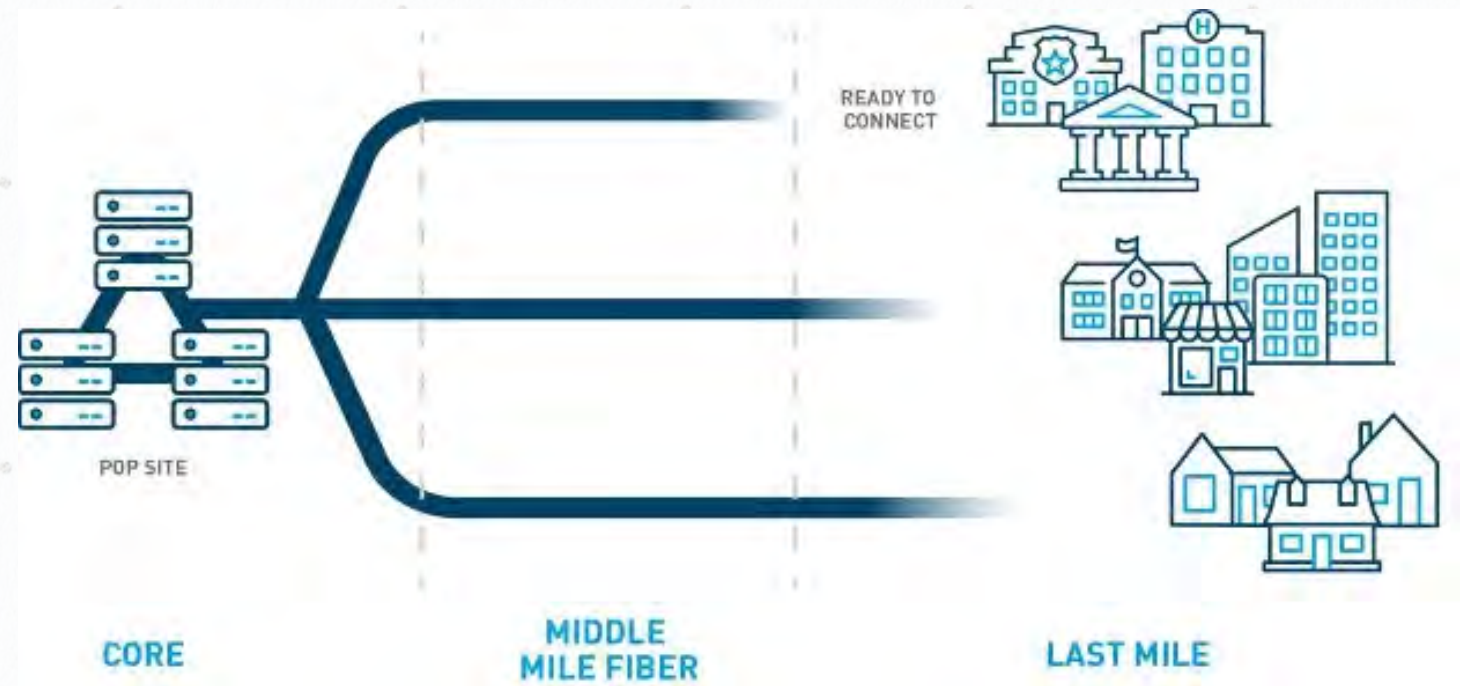 H
READY TO
CONNECT
POP SITE
CORE
MIDDLE
MILE FIBER
LAST MILE